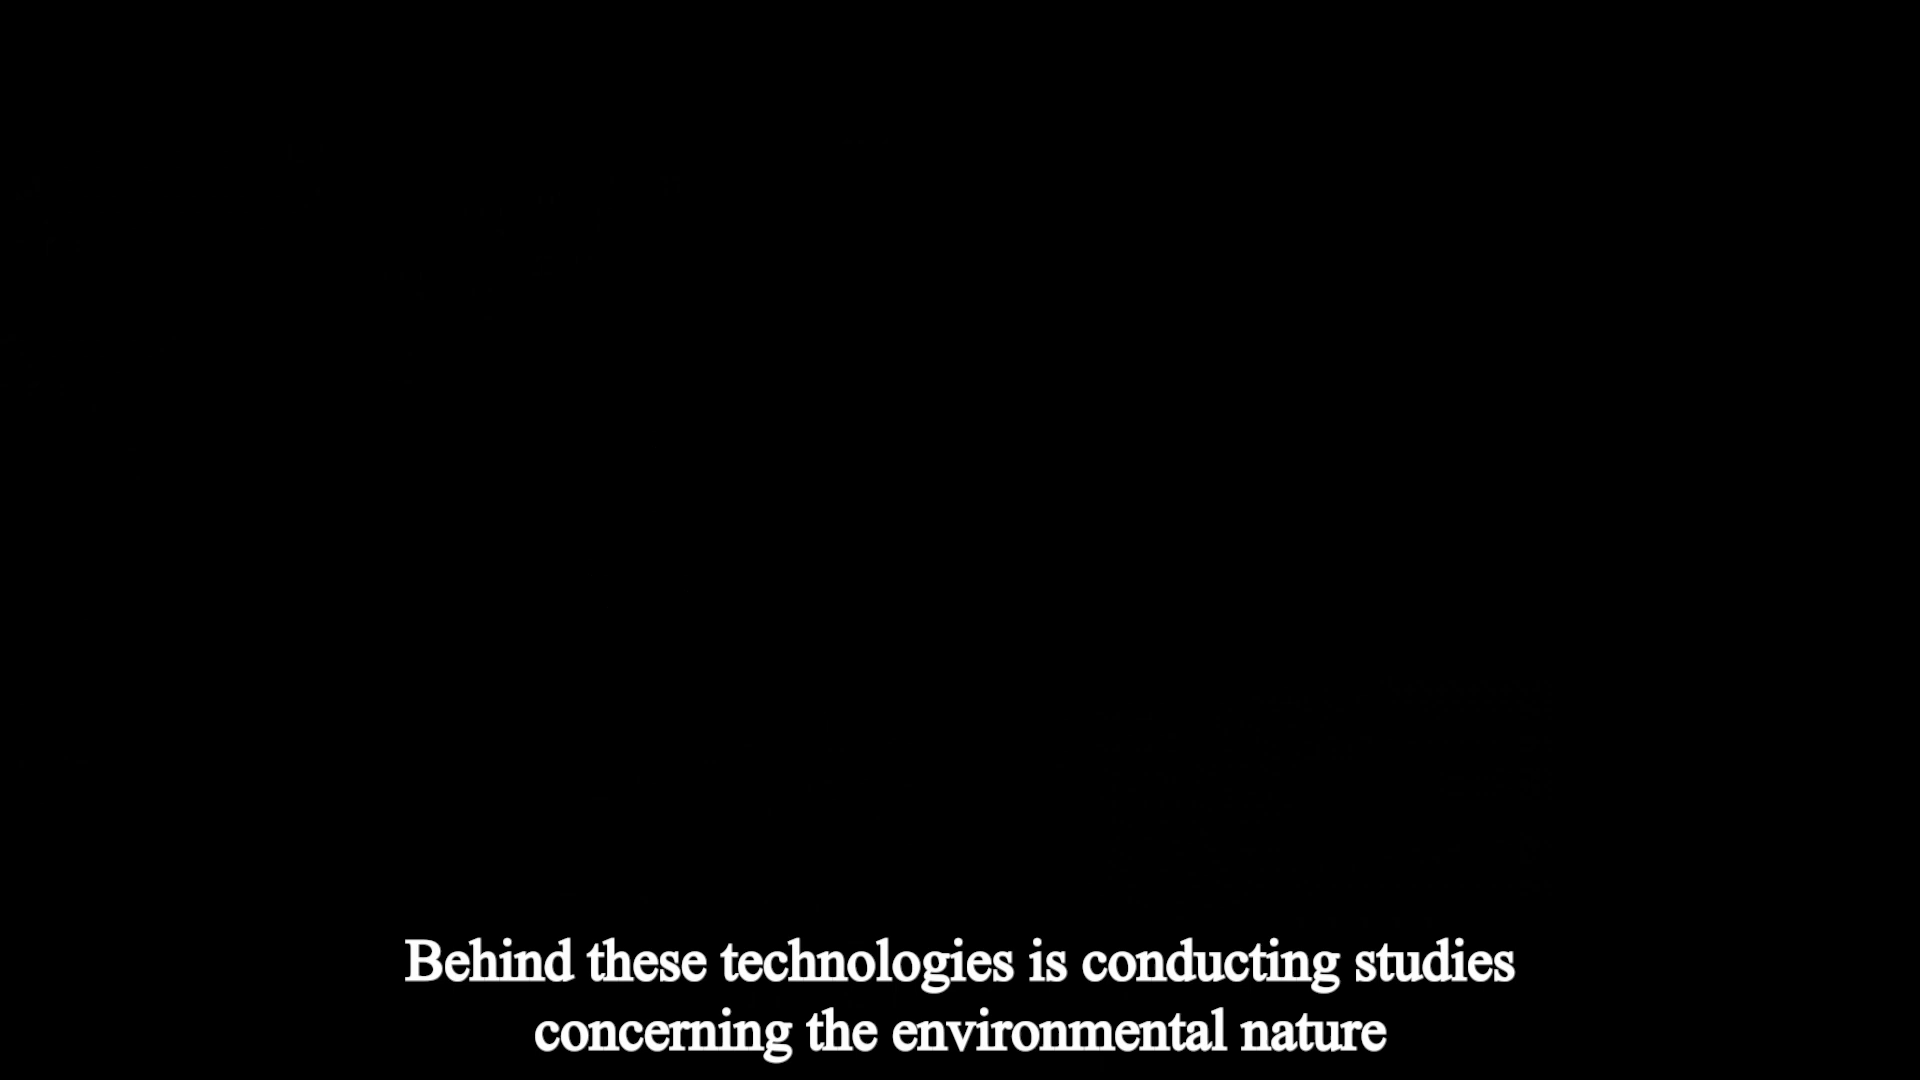 Behind these technologies is conducting studies
concerning the environmental nature